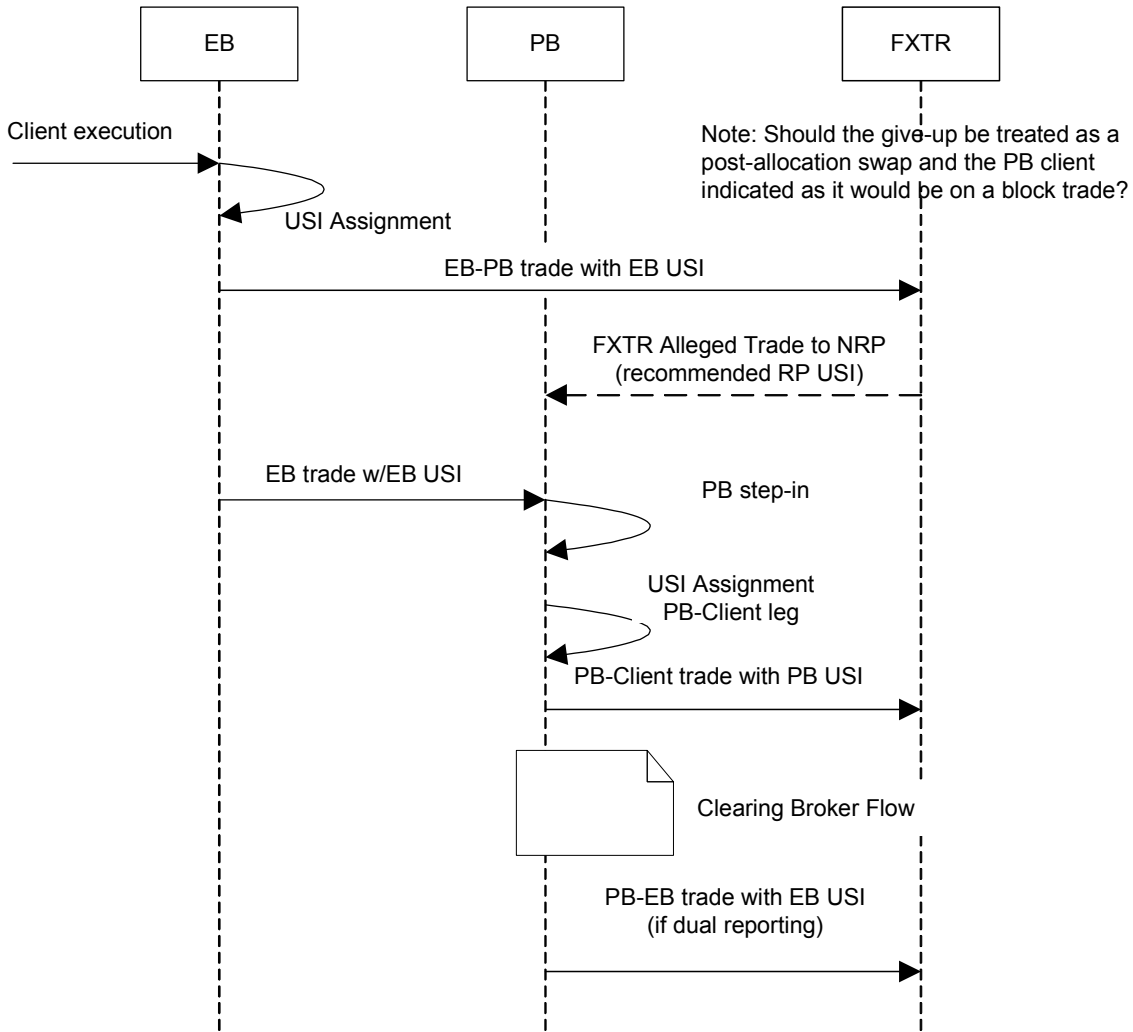 EB
PB
FXTR
Client execution
Note: Should the give-up be treated as a
post-allocation swap and the PB client
indicated as it would be on a block trade?
USI Assignment
EB-PB trade with EB USI
FXTR Alleged Trade to NRP
(recommended RP USI)
EB trade w/EB USI
PB step-in
USI Assignment
PB-Client leg
PB-Client trade with PB USI
Clearing Broker Flow
PB-EB trade with EB USI
(if dual reporting)